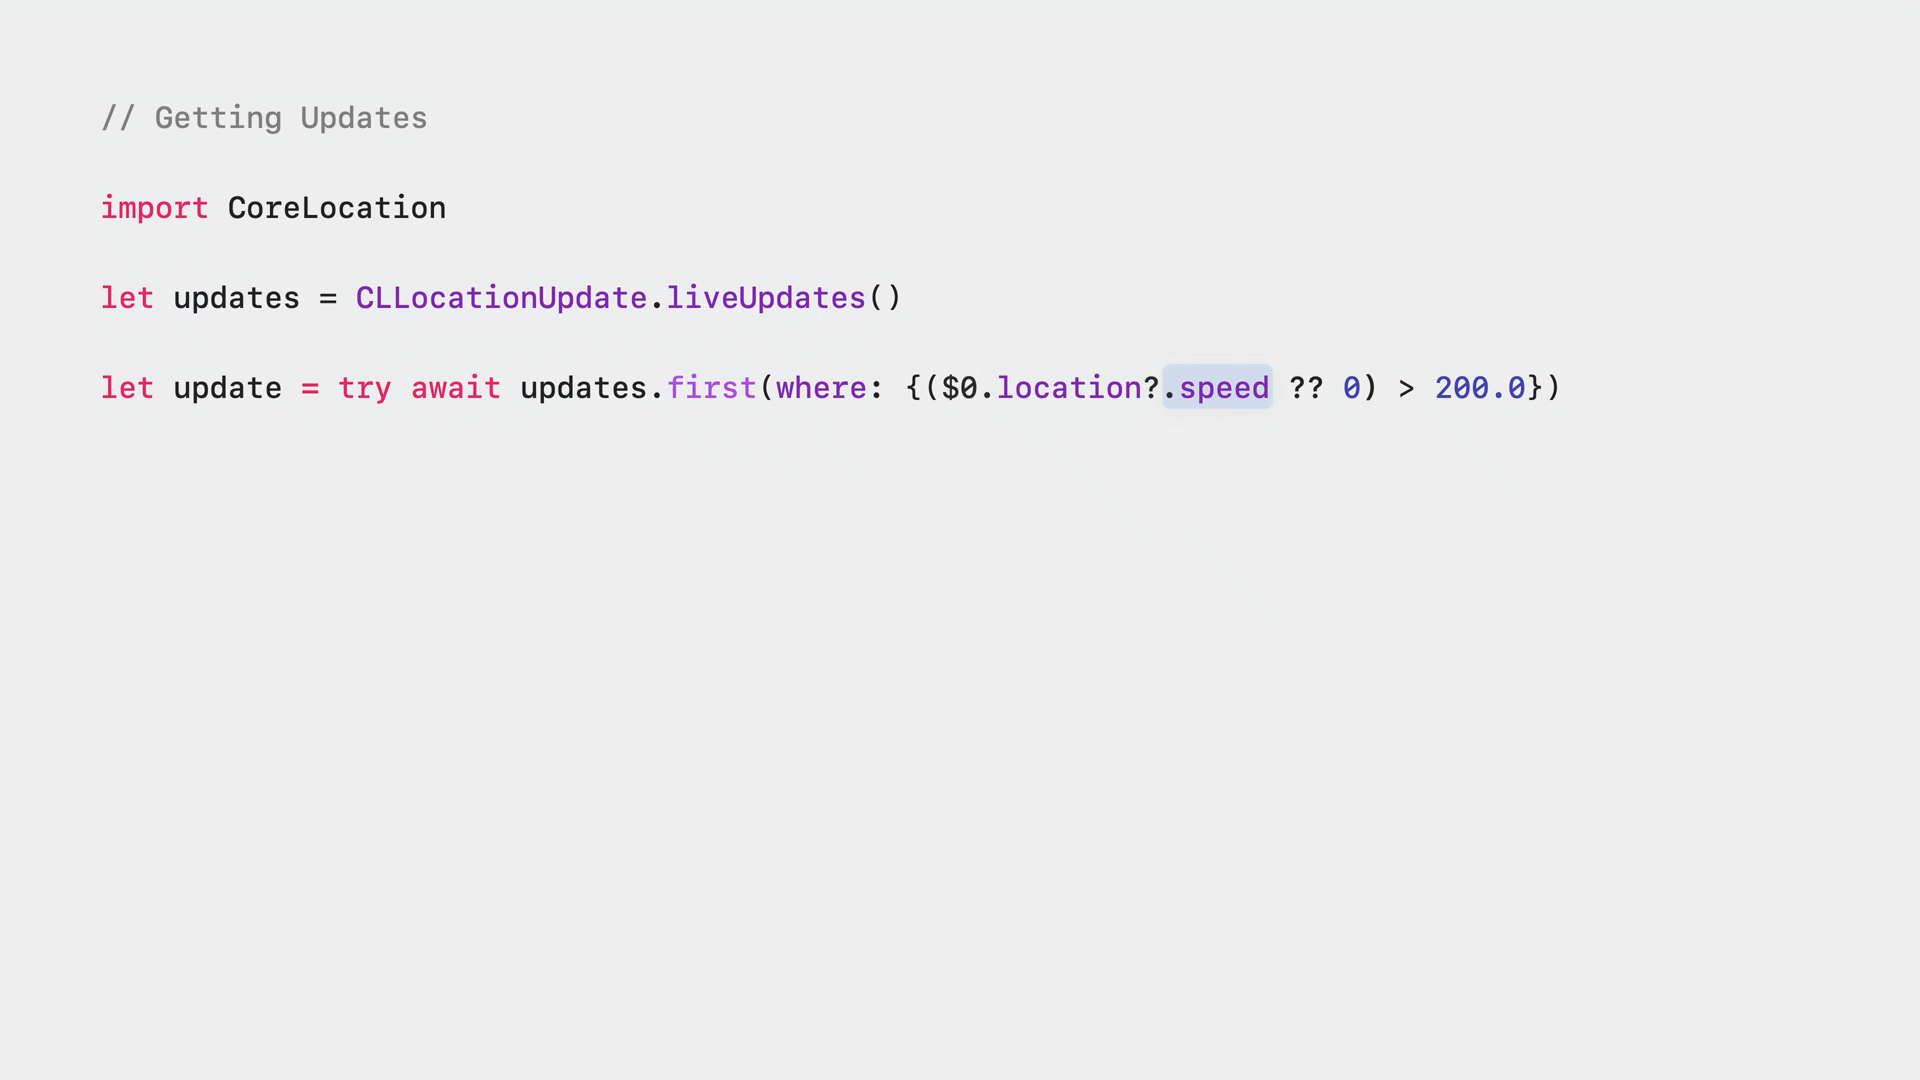 // Getting Updates
import CoreLocation
let updates = CLLocationUpdate.liveUpdates()
let update = try await updates.first(where: {($0.location?.speed ?? 0) > 200.0})